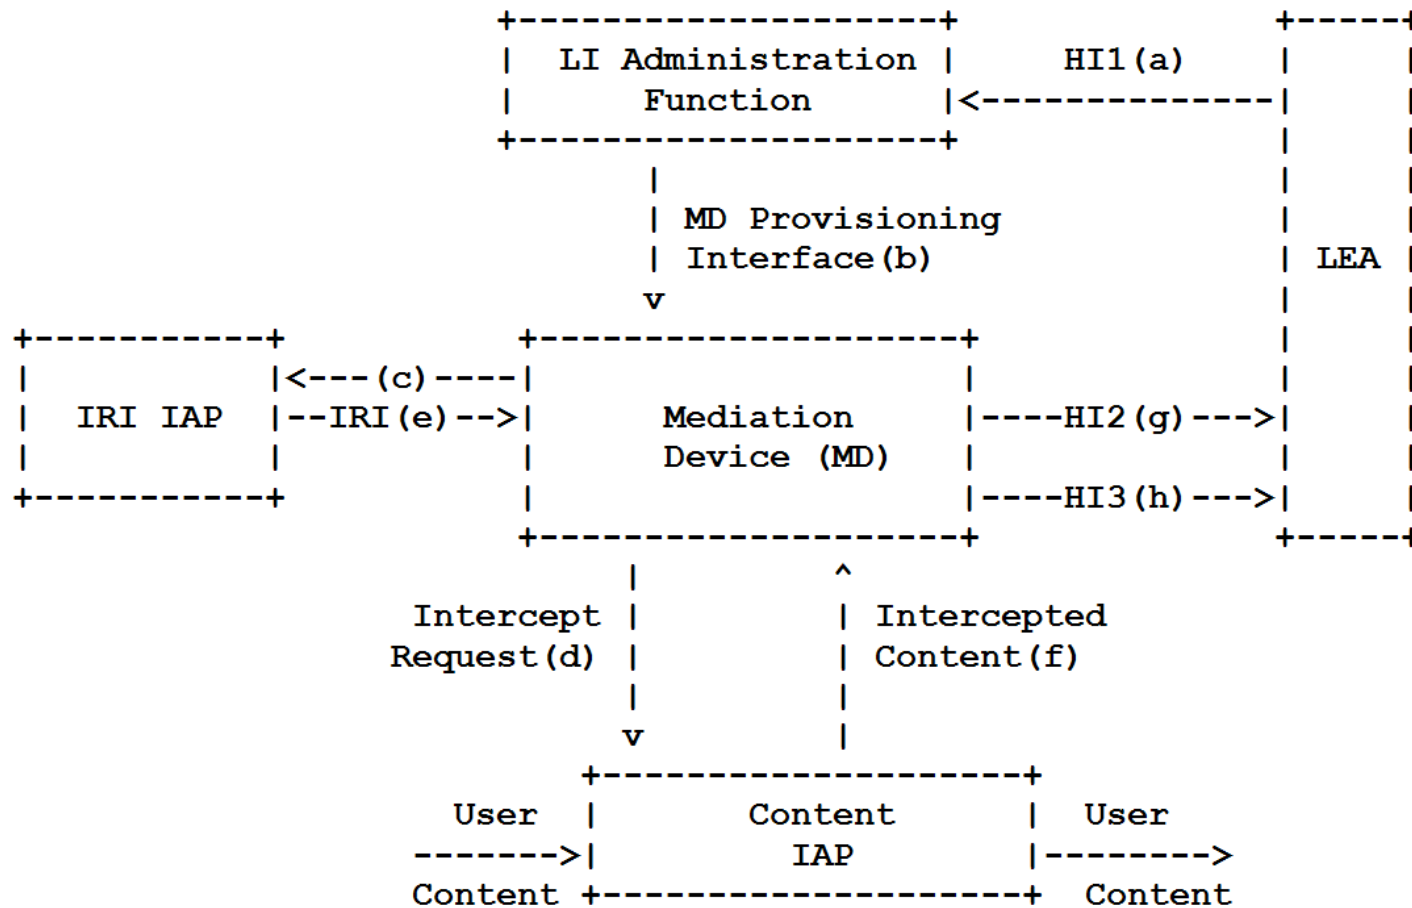 LI Administration
Function
HI1(a)
MD Provisioning
Interface(b)
LEA
(c)
IRI IAP
IRI(e)
Mediation
Device (MD)
HI2(g)
HI3(h)
Intercept
Request(d)
Intercepted
Content(f)
User
Content
Content
IAP
User
Content